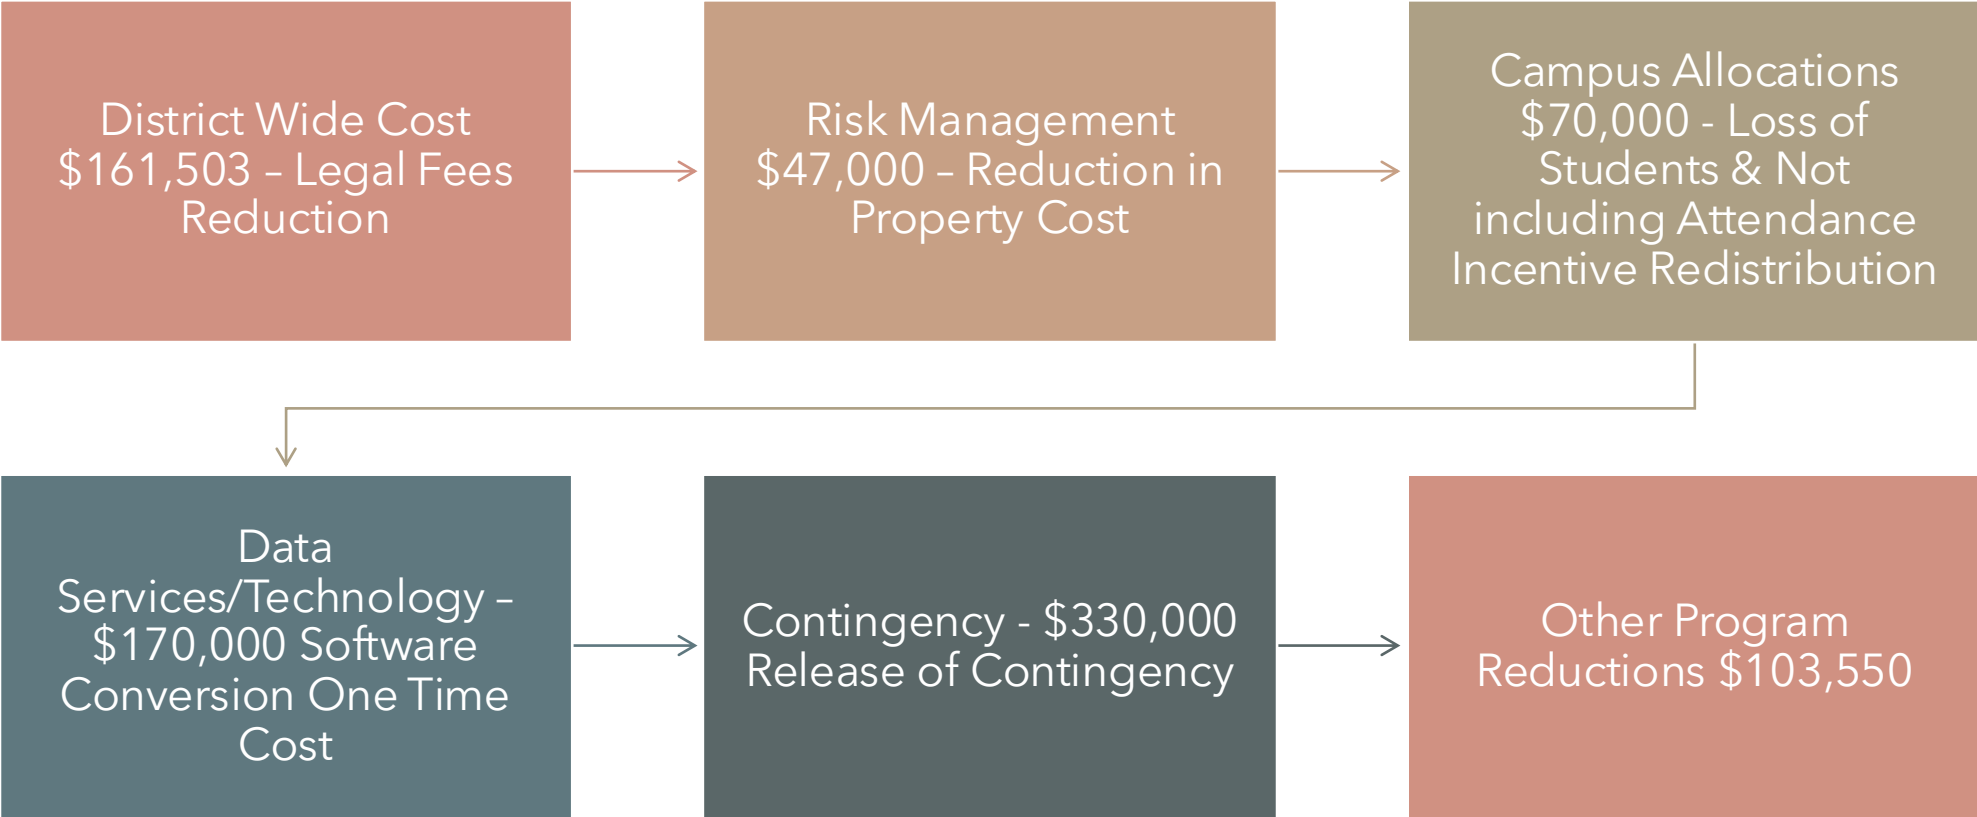 District Wide Cost
$161,503 – Legal Fees
Reduction
Risk Management
$47,000 – Reduction in
Property Cost
Campus Allocations
$70,000 - Loss of
Students & Not
including Attendance
Incentive Redistribution
Data
Services/Technology –
$170,000 Software
Conversion One Time
Cost
Contingency - $330,000
Release of Contingency
Other Program
Reductions $103,550